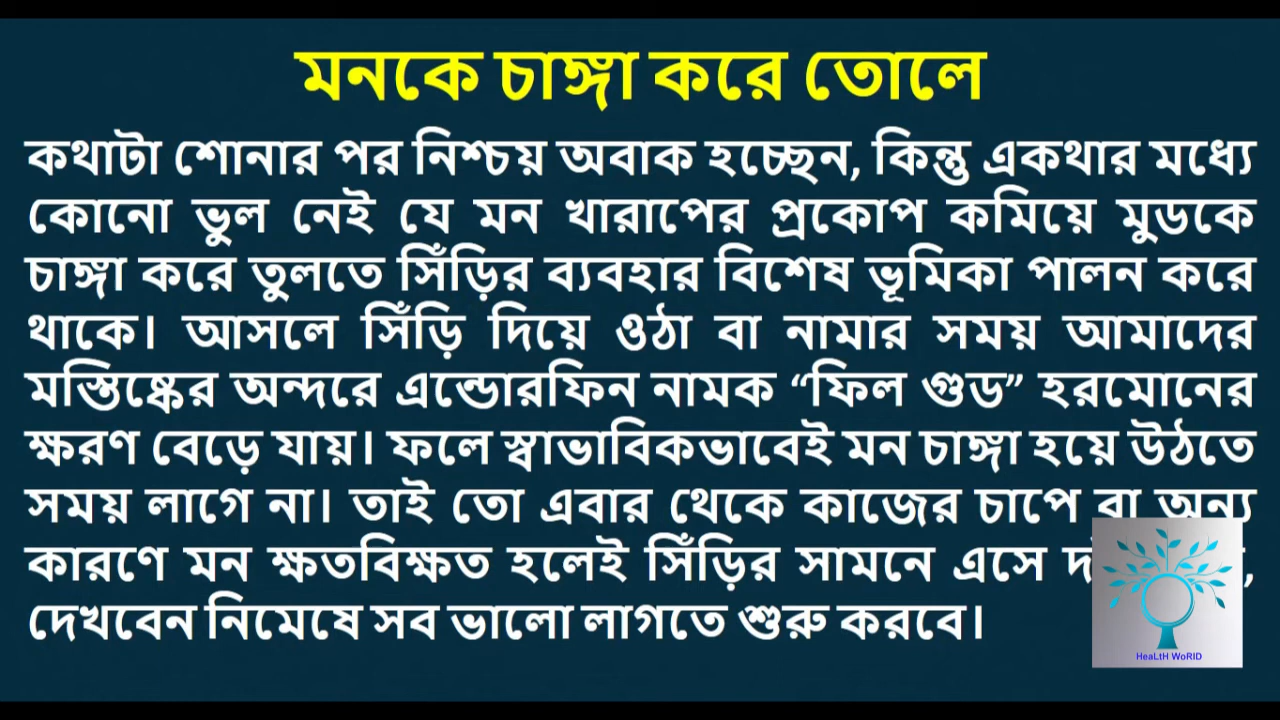 মনকে চাঙ্গা করে তোলে
কথাটা শোনার পর নিশ্চয় অবাক হচ্ছেন, কিন্তু একথার মধ্যে
কোনো ভুল নেই যে মন খারাপের প্রকোপ কমিয়ে মুডকে
চাঙ্গা করে তুলতে সিঁড়ির ব্যবহার বিশেষ ভূমিকা পালন করে
থাকে। আসলে সিঁড়ি দিয়ে ওঠা বা নামার সময় আমাদের
মস্তিষ্কের অন্দরে এন্ডোরফিন নামক “ফিল গুড” হরমোনের
ক্ষরণ বেড়ে যায়। ফলে স্বাভাবিকভাবেই মন চাঙ্গা হয়ে উঠতে
সময় লাগে না। তাই তো এবার থেকে কাজের চাপে বা অন্য
কারণে মন ক্ষতবিক্ষত হলেই সিঁড়ির সামনে এসে
দেখবেন নিমেষে সব ভালো লাগতে শুরু করবে।
HeaLtH WoRlD